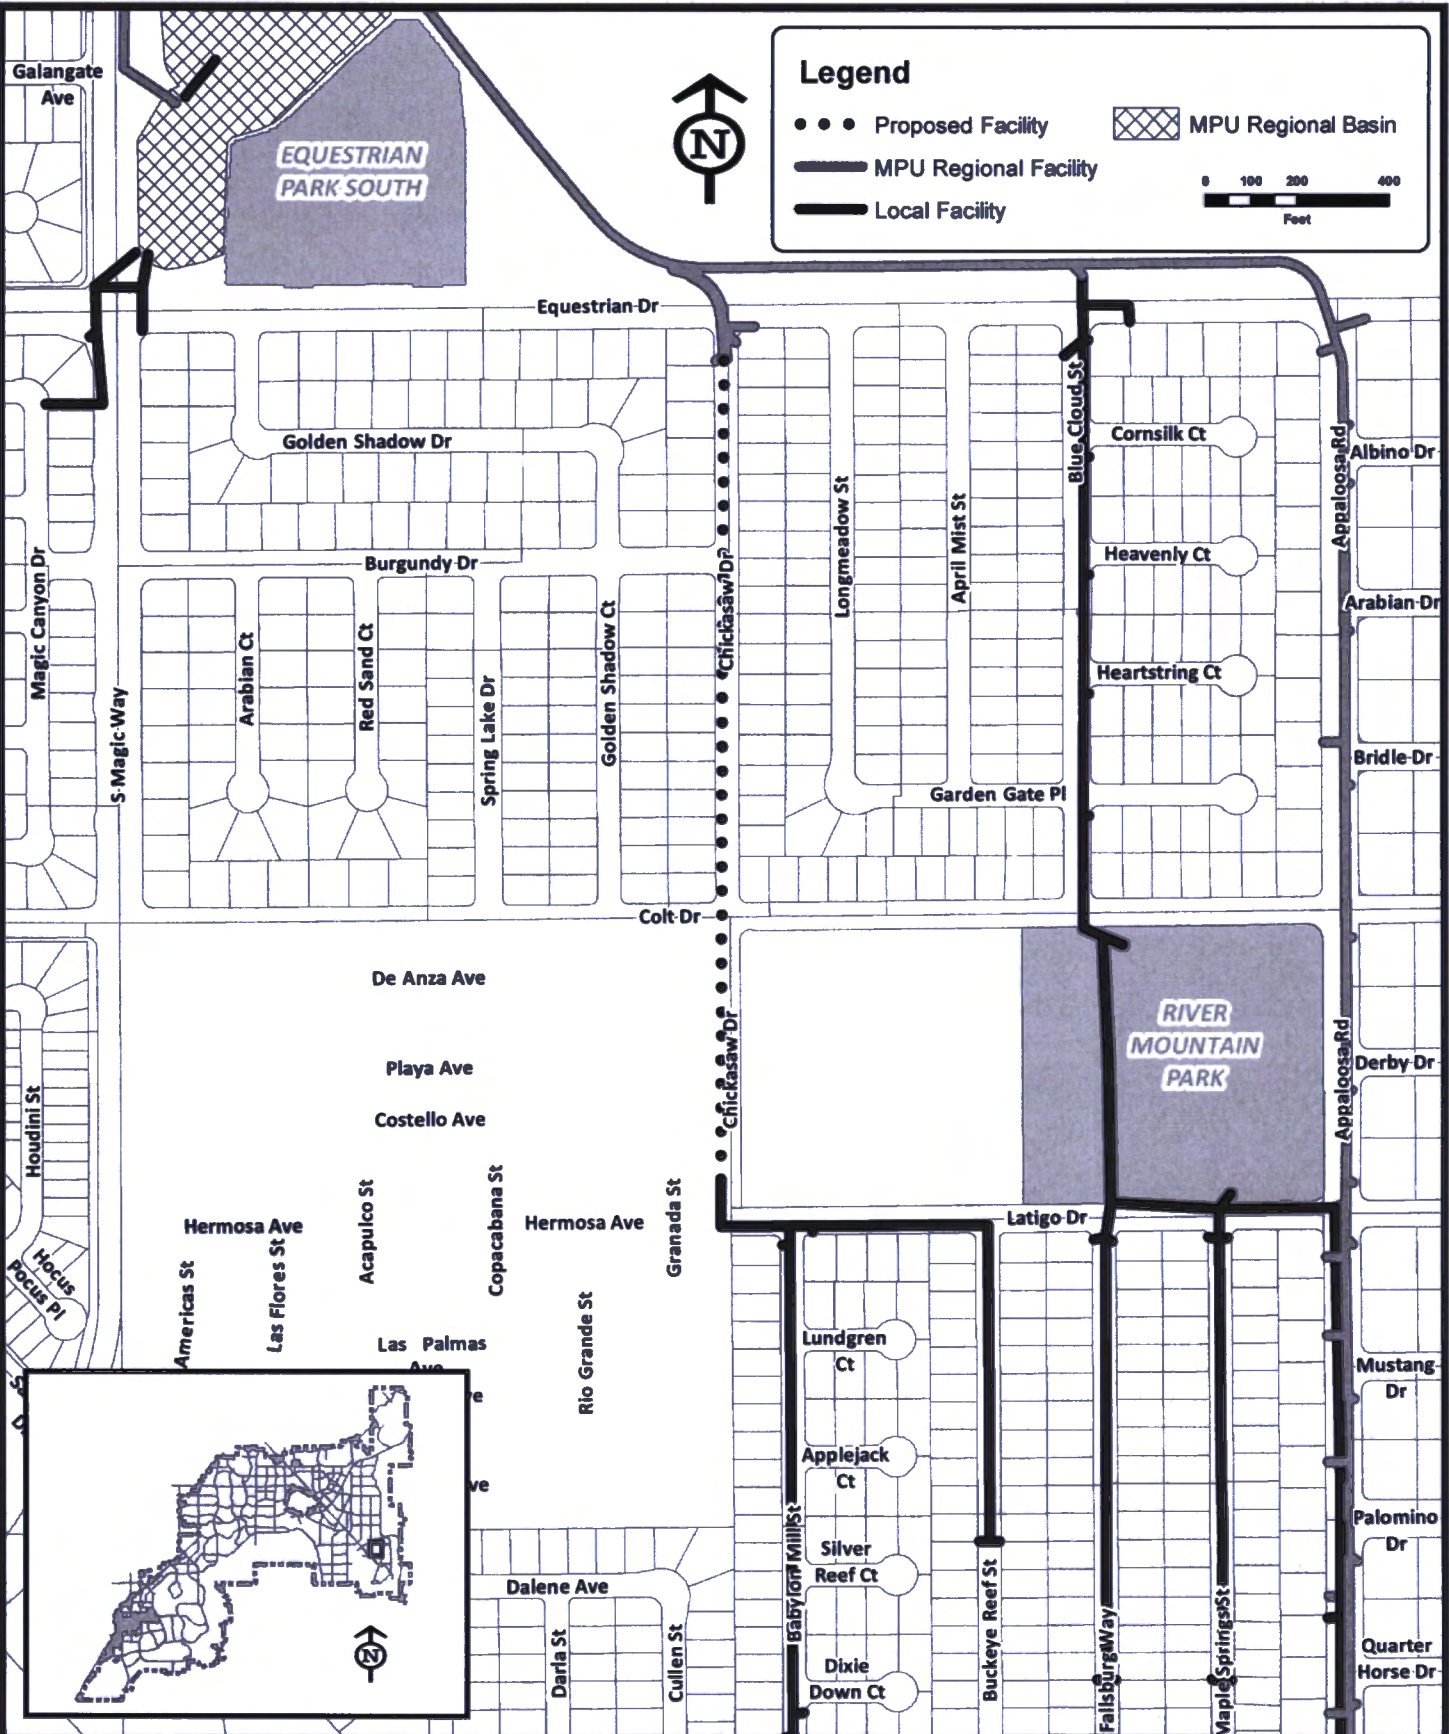 Galangate
Ave
EQUESTRIAN
PARK SOUTH
N
Legend
Proposed Facility
MPU Regional Basin
MPU Regional Facility
Local Facility
0 100 200 400
Feet
Equestrian Dr
Golden Shadow Dr
Burgundy Dr
Magic Canyon Dr
S Magic Way
Arabian Ct
Red Sand Ct
Spring Lake Dr
Golden Shadow Ct
Chickasaw Dr
Longmeadow St
April Mist St
Blue Cloud St
Cornsilk Ct
Heavenly Ct
Heartstring Ct
Garden Gate Pl
Appaloosa Rd
Albino Dr
Arabian Dr
Bridle Dr
Colt Dr
De Anza Ave
Playa Ave
Costello Ave
Chickasaw Dr
RIVER
MOUNTAIN
PARK
Appaloosa Rd
Derby Dr
Houdini St
Hocus
Pocus Pl
Hermosa Ave
Americas St
Las Flores St
Acapulco St
Copacabana St
Hermosa Ave
Granada St
Rio Grande St
Las Palmas
Ave
ve
ve
Latigo Dr
Lundgren
Ct
Applejack
Ct
Silver
Reef Ct
Dixie
Down Ct
Babylon Mill St
Buckeye Reef St
Fallsburg Way
Maple Springs St
Mustang
Dr
Palomino
Dr
Quarter
Horse Dr
Dalene Ave
Darla St
Cullen St
N